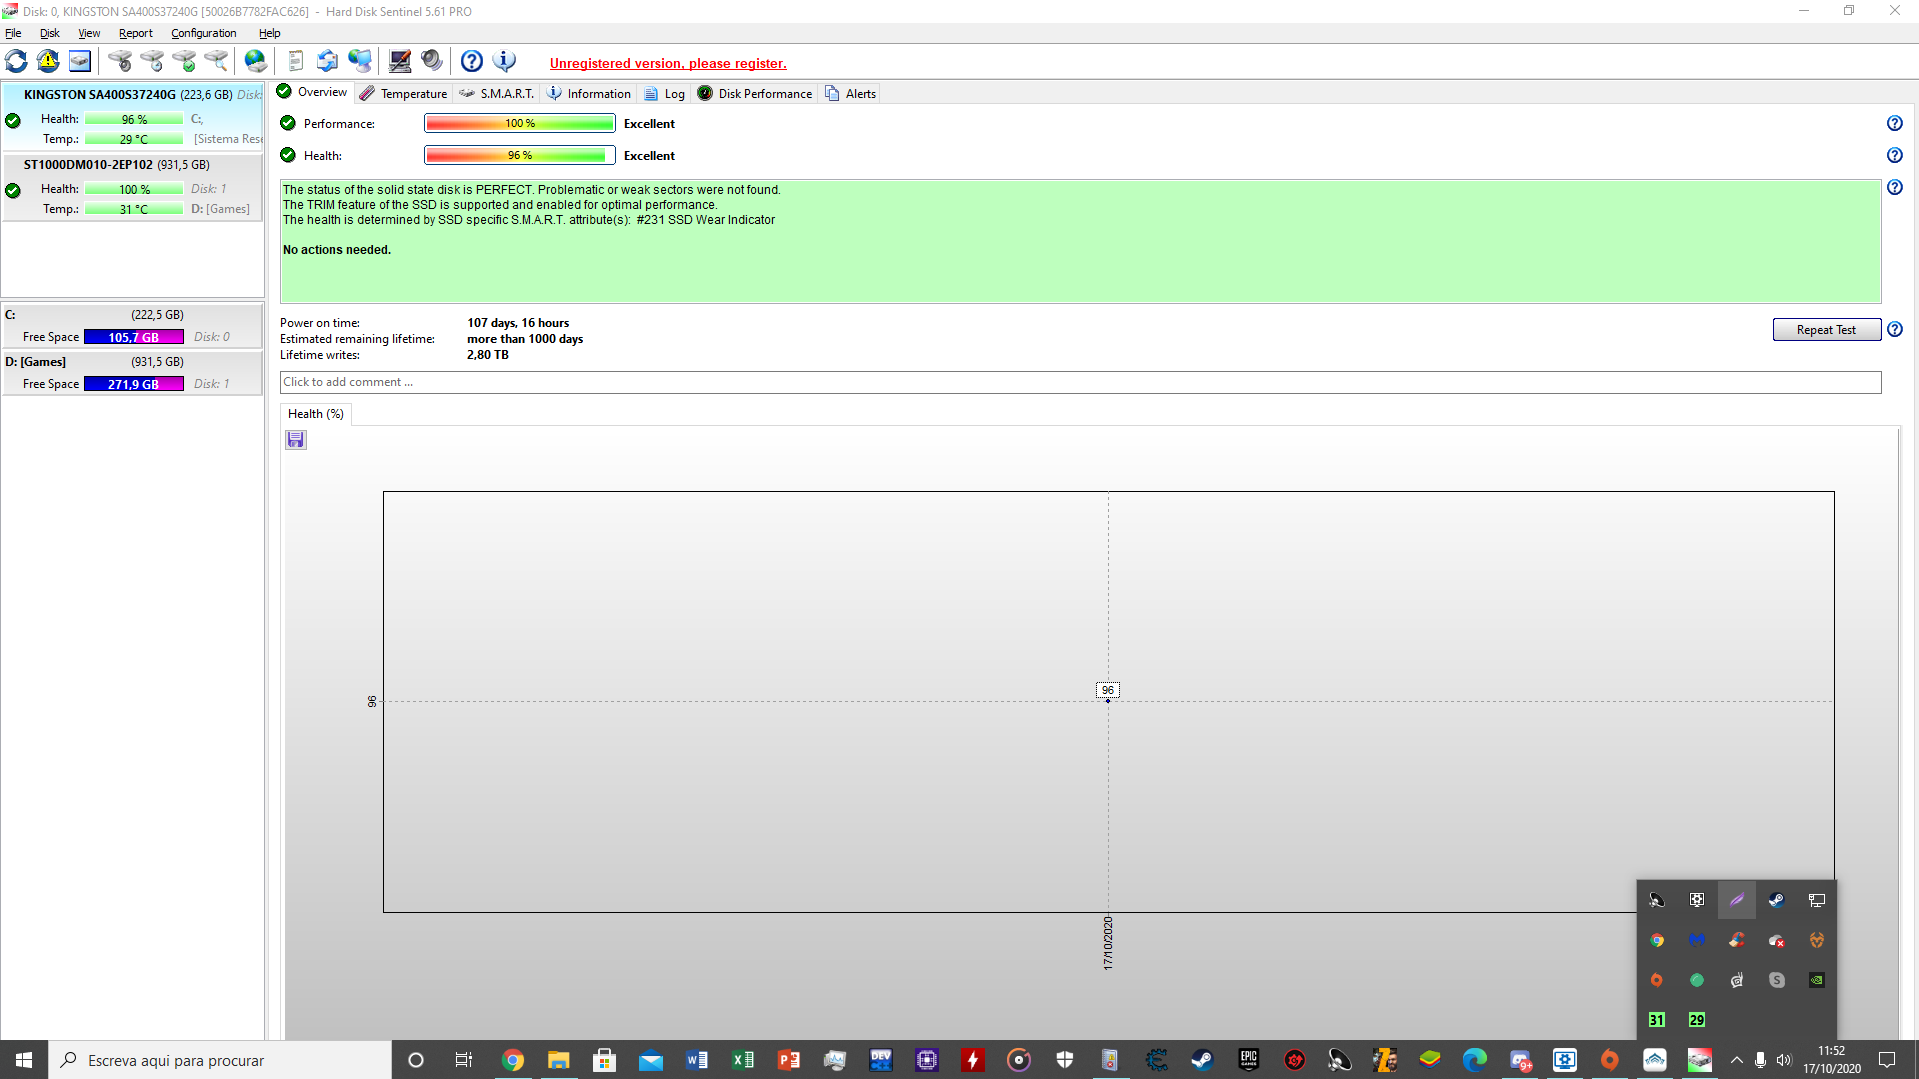 Disk: 0, KINGSTON SA400S37240G [50026B7782FAC626] - Hard Disk Sentinel 5.61 PRO
File Disk View Report Configuration Help
Unregistered version, please register.
KINGSTON SA400S37240G (223,6 GB) Disk:
Health: 96 % C:,
Temp.: 29 °C [Sistema Rese
ST1000DM010-2EP102 (931,5 GB)
Health: 100 % Disk: 1
Temp.: 31 °C D: [Games]
C: (222,5 GB)
Free Space 105,7 GB Disk: 0
D: [Games] (931,5 GB)
Free Space 271,9 GB Disk: 1
Overview Temperature S.M.A.R.T. Information Log Disk Performance Alerts
Performance: 100 % Excellent
Health: 96 % Excellent
The status of the solid state disk is PERFECT. Problematic or weak sectors were not found.
The TRIM feature of the SSD is supported and enabled for optimal performance.
The health is determined by SSD specific S.M.A.R.T. attribute(s): #231 SSD Wear Indicator
No actions needed.
Power on time: 107 days, 16 hours
Estimated remaining lifetime: more than 1000 days
Lifetime writes: 2,80 TB
Repeat Test
Click to add comment ...
Health (%)
96
96
17/10/2020
31 29
Escreva aqui para procurar
DEV
EPIC
GAMES
9+
11:52
17/10/2020